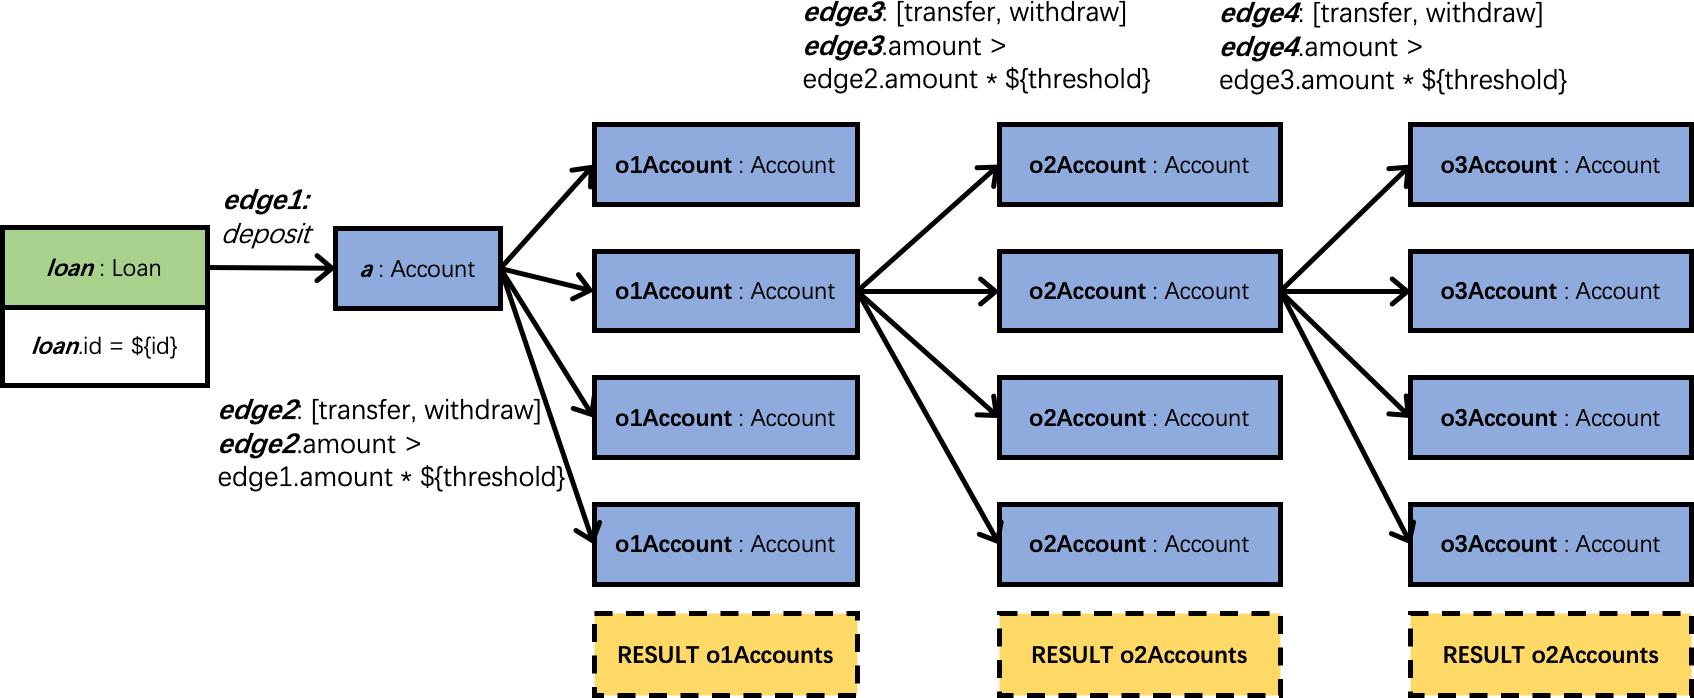 edge3: [transfer, withdraw]
edge3.amount >
edge2.amount * ${threshold}
edge4: [transfer, withdraw]
edge4.amount >
edge3.amount * ${threshold}
o1Account : Account
o2Account : Account
o3Account : Account
edge1:
deposit
loan : Loan
a : Account
o1Account : Account
o2Account : Account
o3Account : Account
loan.id = ${id}
edge2: [transfer, withdraw]
edge2.amount >
edge1.amount * ${threshold}
o1Account : Account
o2Account : Account
o3Account : Account
o1Account : Account
o2Account : Account
o3Account : Account
RESULT o1Accounts
RESULT o2Accounts
RESULT o2Accounts